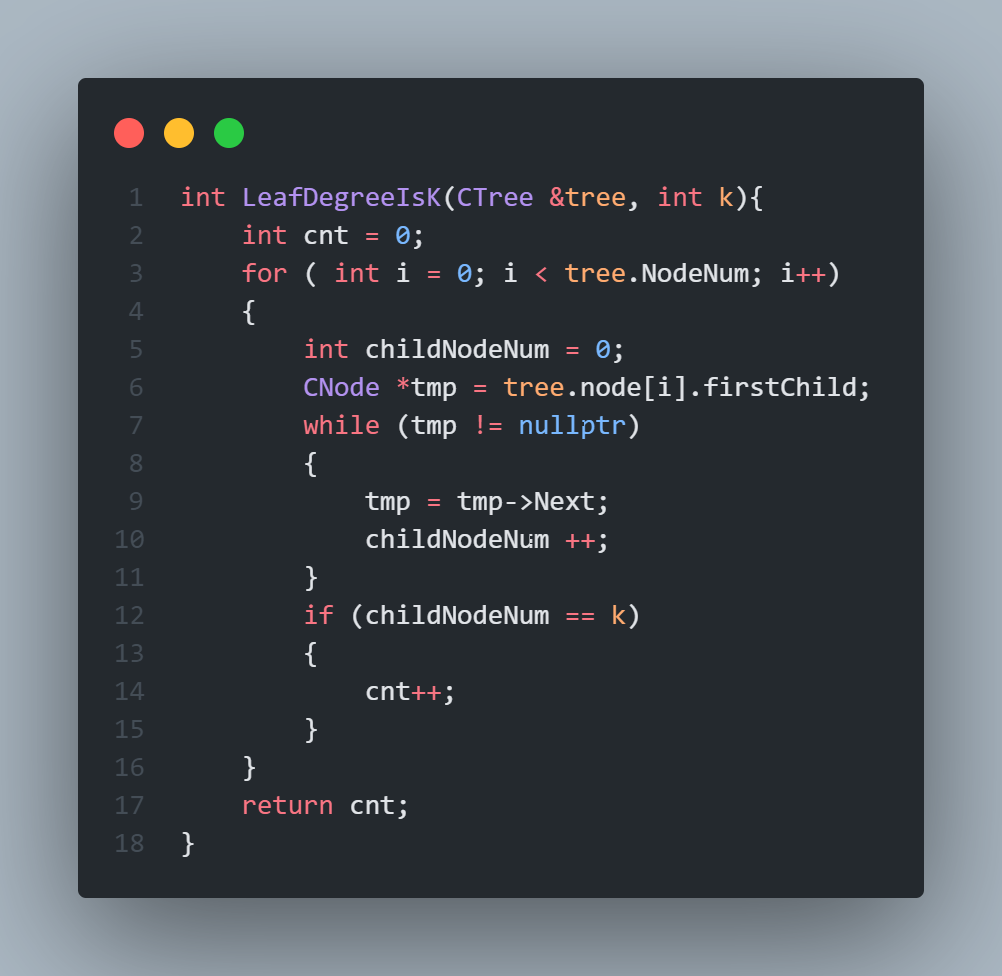 1 int LeafDegreeIsK(CTree &tree, int k){
2     int cnt = 0;
3     for ( int i = 0; i < tree.NodeNum; i++)
4     {
5         int childNodeNum = 0;
6         CNode *tmp = tree.node[i].firstChild;
7         while (tmp != nullptr)
8         {
9             tmp = tmp->Next;
10             childNodeNum ++;
11         }
12         if (childNodeNum == k)
13         {
14             cnt++;
15         }
16     }
17     return cnt;
18 }